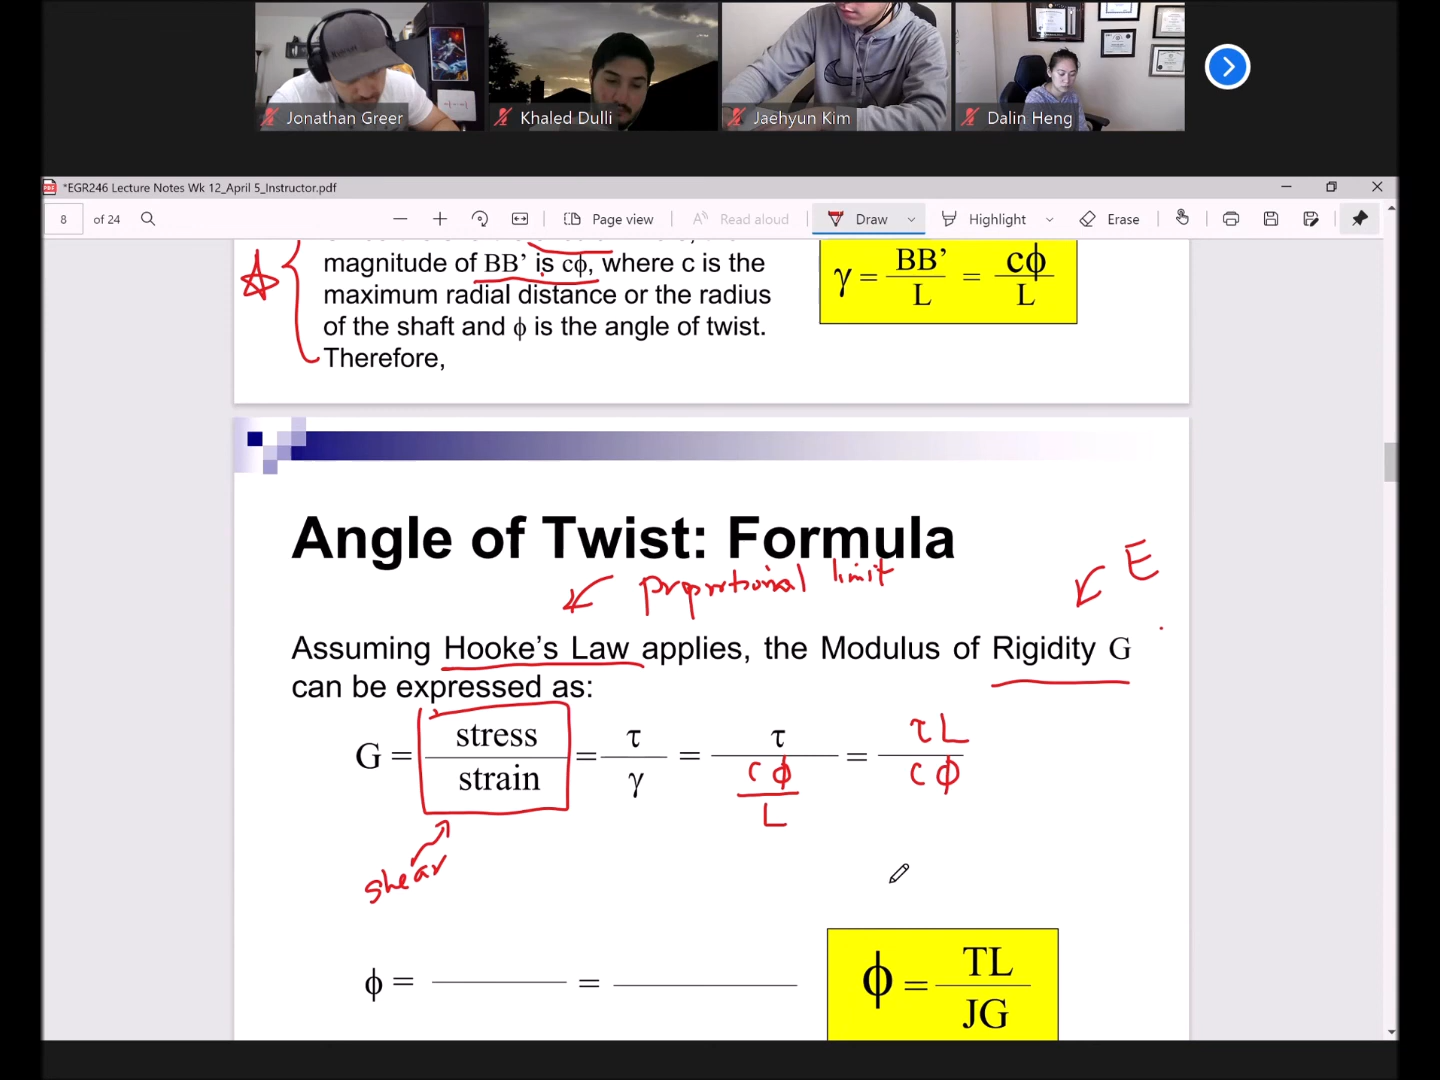 Jonathan Greer
Khaled Dulli
Jaehyun Kim
Dalin Heng
*EGR246 Lecture Notes Wk 12_April 5_Instructor.pdf
8 of 24
Page view
Read aloud
Draw
Highlight
Erase
magnitude of BB’ is cϕ, where c is the
maximum radial distance or the radius
of the shaft and ϕ is the angle of twist.
Therefore,
γ = BB’/L = cϕ/L
Angle of Twist: Formula
proportional limit
E
Assuming Hooke’s Law applies, the Modulus of Rigidity G
can be expressed as:
G = stress/strain = τ/γ = τ/(cϕ/L) = τL/cϕ
shear
ϕ = ____ = ____
ϕ = TL/JG